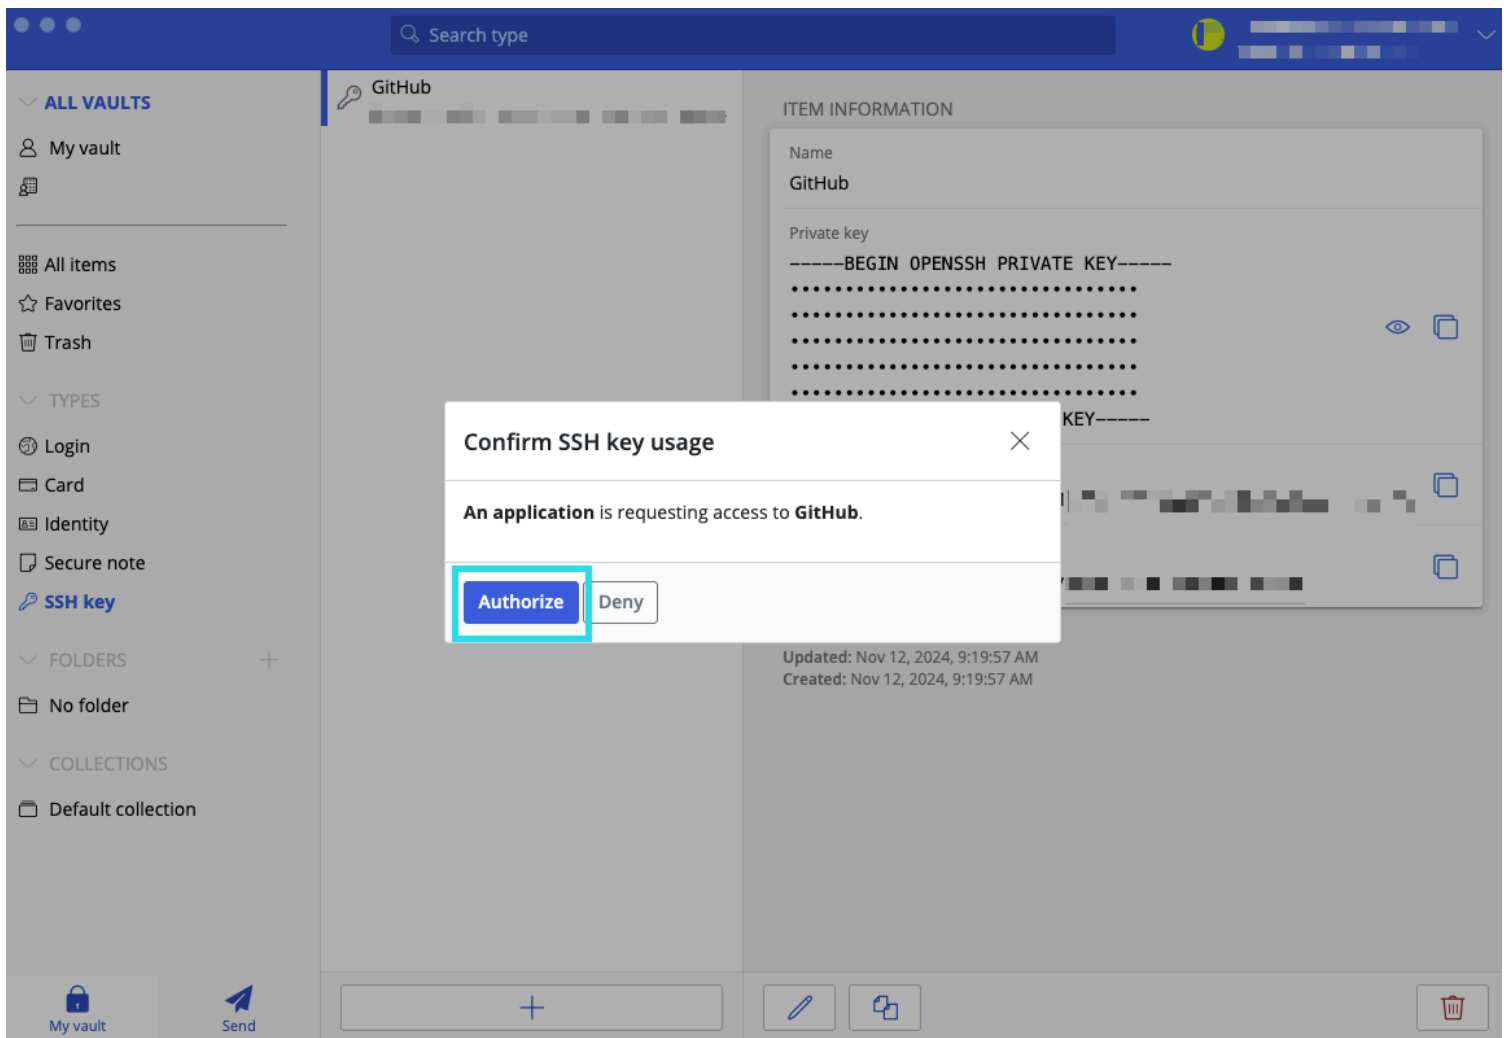 Search type
ALL VAULTS
My vault
All items
Favorites
Trash
TYPES
Login
Card
Identity
Secure note
SSH key
FOLDERS
No folder
COLLECTIONS
Default collection
My vault
Send
GitHub
ITEM INFORMATION
Name
GitHub
Private key
-----BEGIN OPENSSH PRIVATE KEY-----
••••••••••••••••••••••••••••••••
••••••••••••••••••••••••••••••••
••••••••••••••••••••••••••••••••
••••••••••••••••••••••••••••••••
••••••••••••••••••••••••••••••••
KEY-----
Updated: Nov 12, 2024, 9:19:57 AM
Created: Nov 12, 2024, 9:19:57 AM
Confirm SSH key usage
An application is requesting access to GitHub.
Authorize
Deny